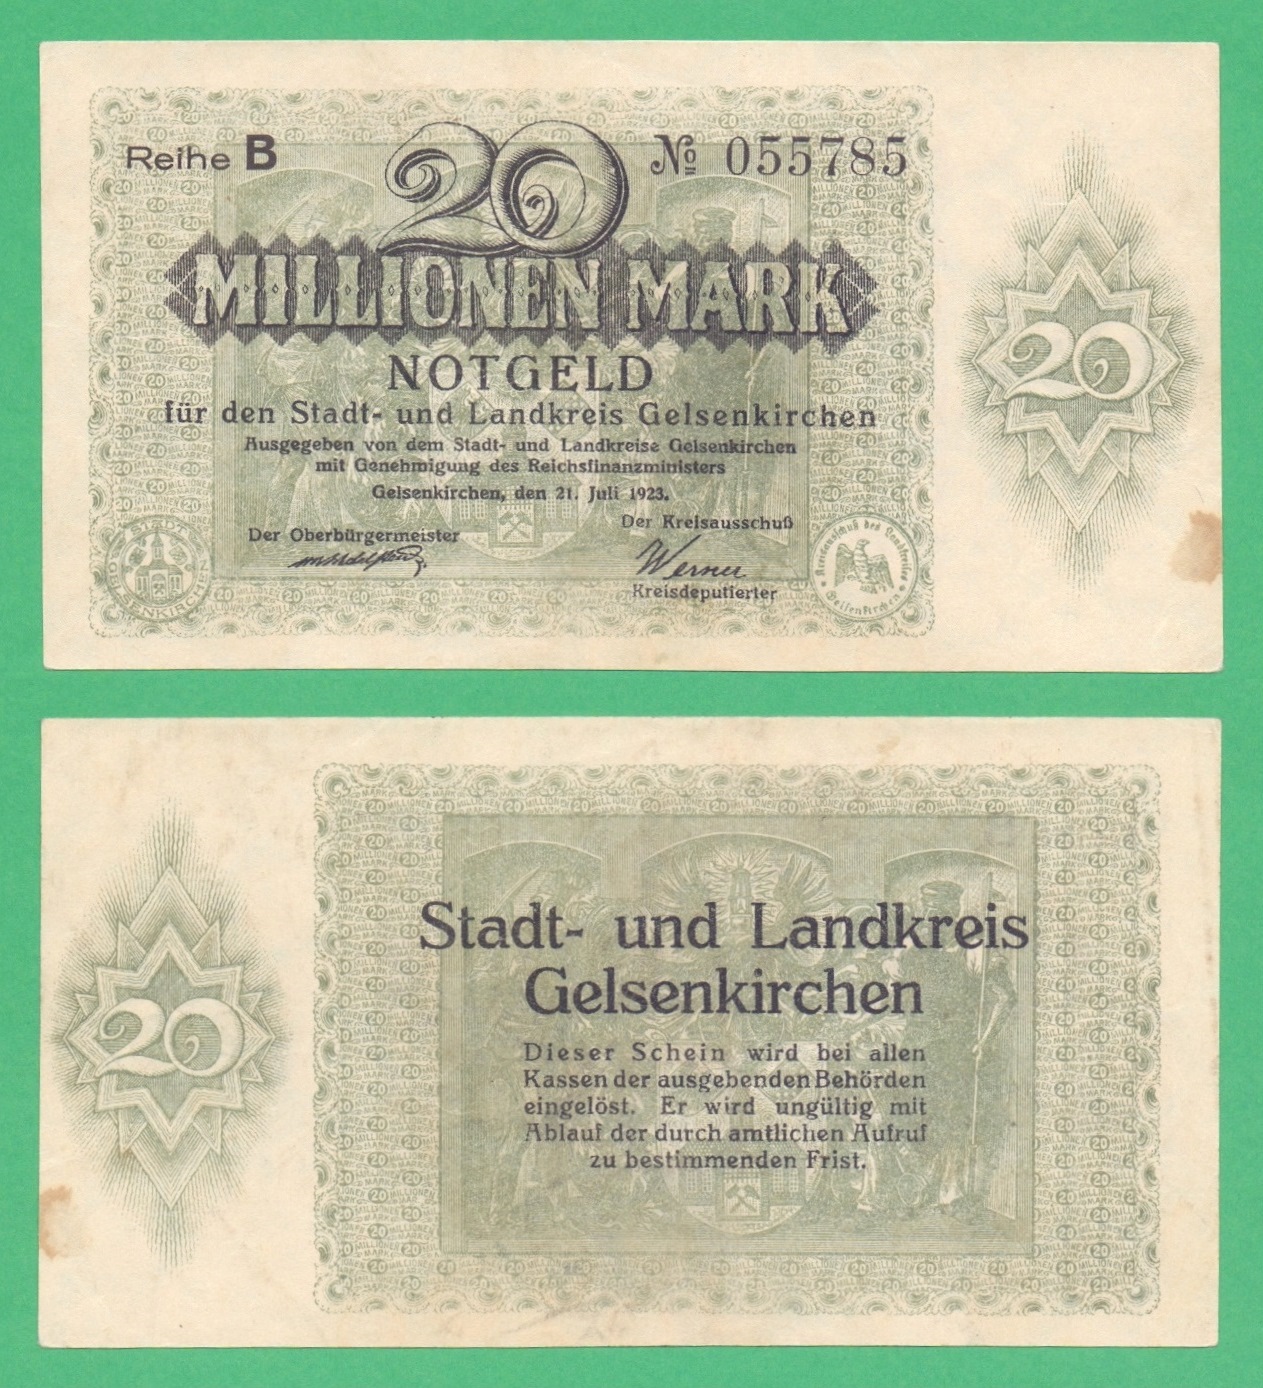 Reihe B
20
№ 055785
MILLIONEN MARK
NOTGELD
für den Stadt- und Landkreis Gelsenkirchen
Ausgegeben von dem Stadt- und Landkreise Gelsenkirchen
mit Genehmigung des Reichsfinanzministers
Gelsenkirchen, den 21. Juli 1923.
Der Oberbürgermeister
Der Kreisausschuß
Werner
Kreisdeputierter
STADT GELSENKIRCHEN
Kreisausschuß des Landkreises Gelsenkirchen
20
Stadt- und Landkreis
Gelsenkirchen
Dieser Schein wird bei allen
Kassen der ausgebenden Behörden
eingelöst. Er wird ungültig mit
Ablauf der durch amtlichen Aufruf
zu bestimmenden Frist.
20